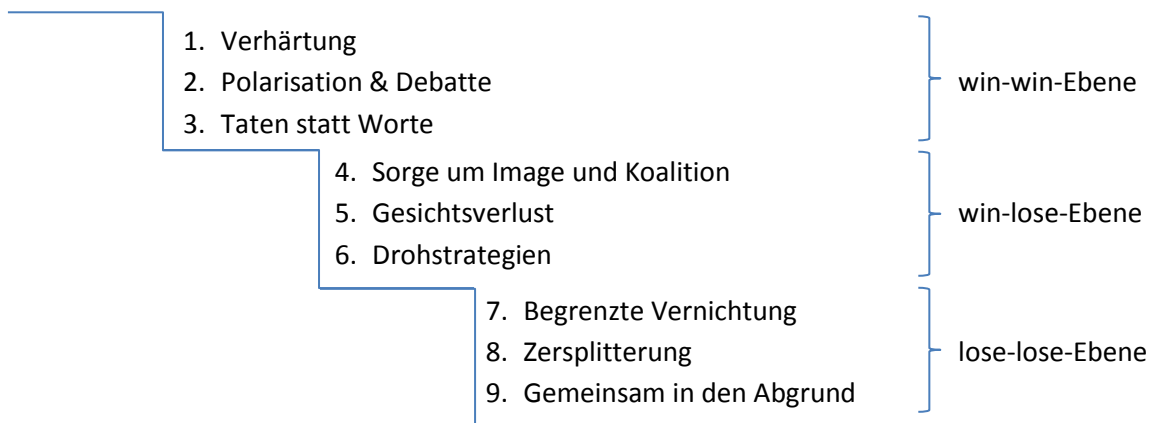 1. Verhärtung
2. Polarisation & Debatte
3. Taten statt Worte
win-win-Ebene
4. Sorge um Image und Koalition
5. Gesichtsverlust
6. Drohstrategien
win-lose-Ebene
7. Begrenzte Vernichtung
8. Zersplitterung
9. Gemeinsam in den Abgrund
lose-lose-Ebene